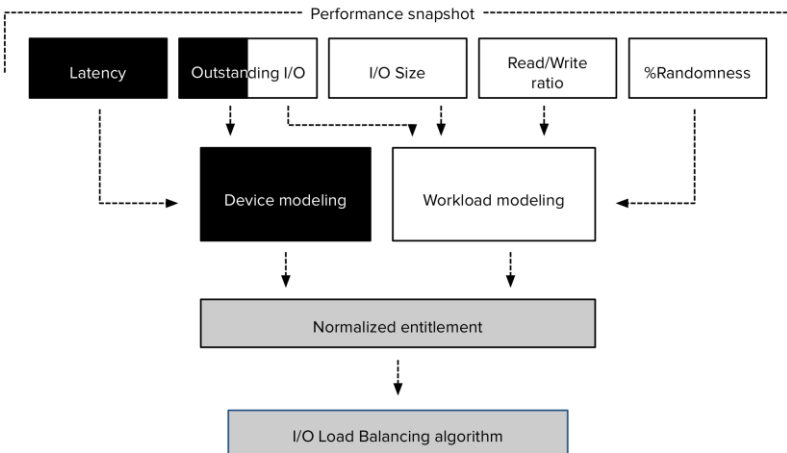 Performance snapshot
Latency
Outstanding I/O
I/O Size
Read/Write
ratio
%Randomness
Device modeling
Workload modeling
Normalized entitlement
I/O Load Balancing algorithm